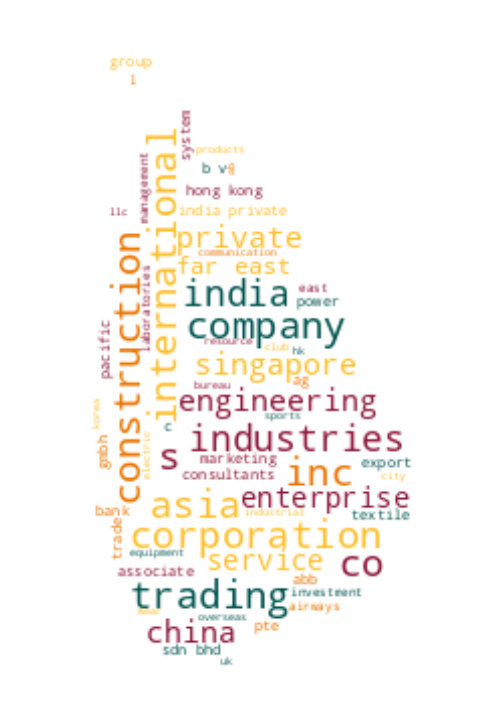 group
l
system
products
management
international
b v
hong kong
llc
india private
private
communication
construction
far east
laboratories
india
east
power
company
pacific
resource
club
hk
singapore
ag
bureau
engineering
korea
sports
c
industries
gmbh
electric
s
marketing
export
consultants
inc
city
enterprise
asia
bank
industrial
textile
trade
corporation
equipment
service
co
associate
abb
trading
investment
airways
overseas
china
pte
sdn bhd
uk